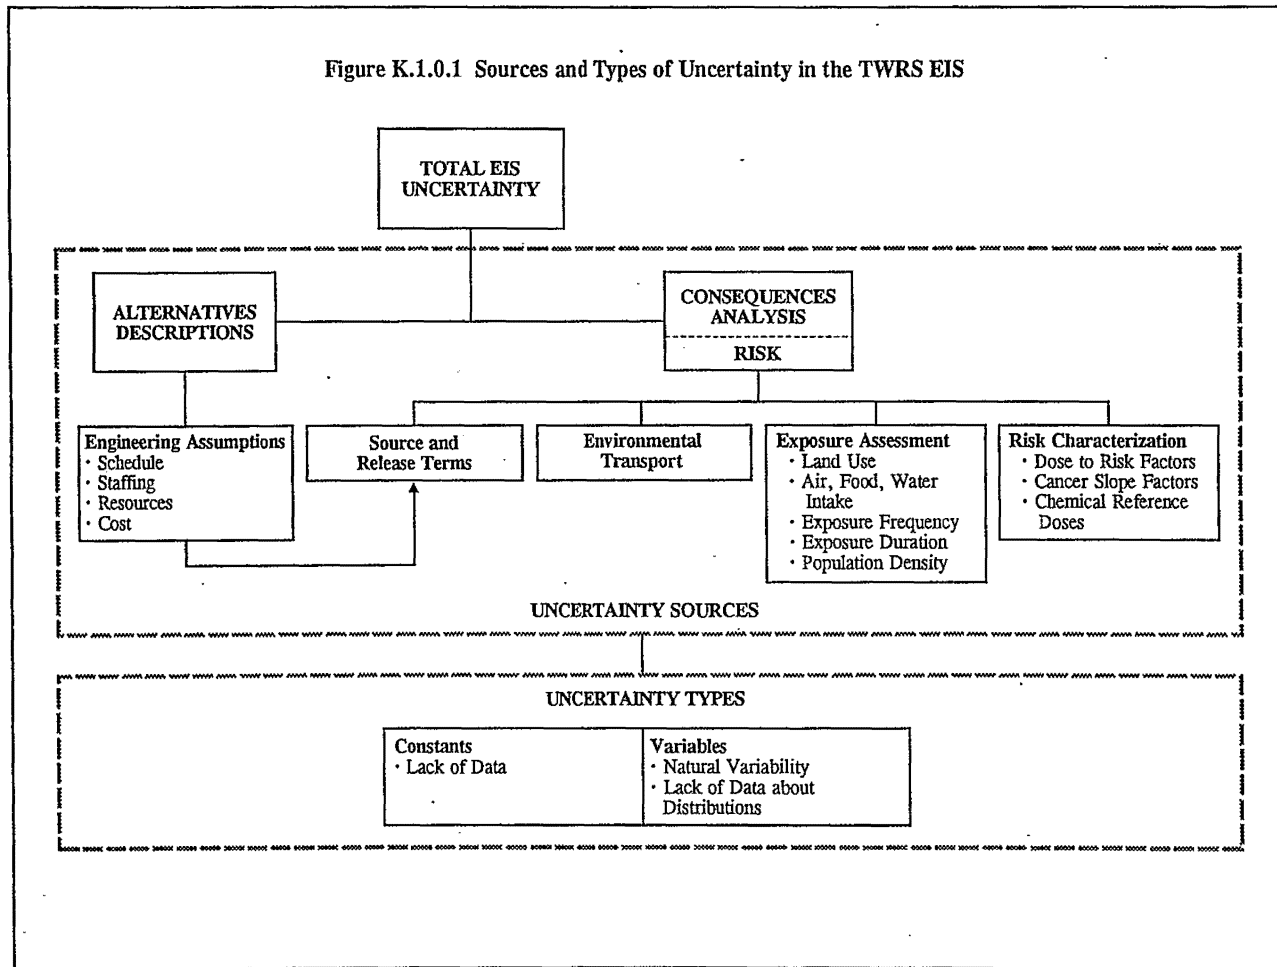 Figure K.1.0.1 Sources and Types of Uncertainty in the TWRS EIS
TOTAL EIS
UNCERTAINTY
ALTERNATIVES
DESCRIPTIONS
CONSEQUENCES
ANALYSIS
RISK
Engineering Assumptions
· Schedule
· Staffing
· Resources
· Cost
Source and
Release Terms
Environmental
Transport
Exposure Assessment
· Land Use
· Air, Food, Water
Intake
· Exposure Frequency
· Exposure Duration
· Population Density
Risk Characterization
· Dose to Risk Factors
· Cancer Slope Factors
· Chemical Reference
Doses
UNCERTAINTY SOURCES
UNCERTAINTY TYPES
Constants
· Lack of Data
Variables
· Natural Variability
· Lack of Data about
Distributions